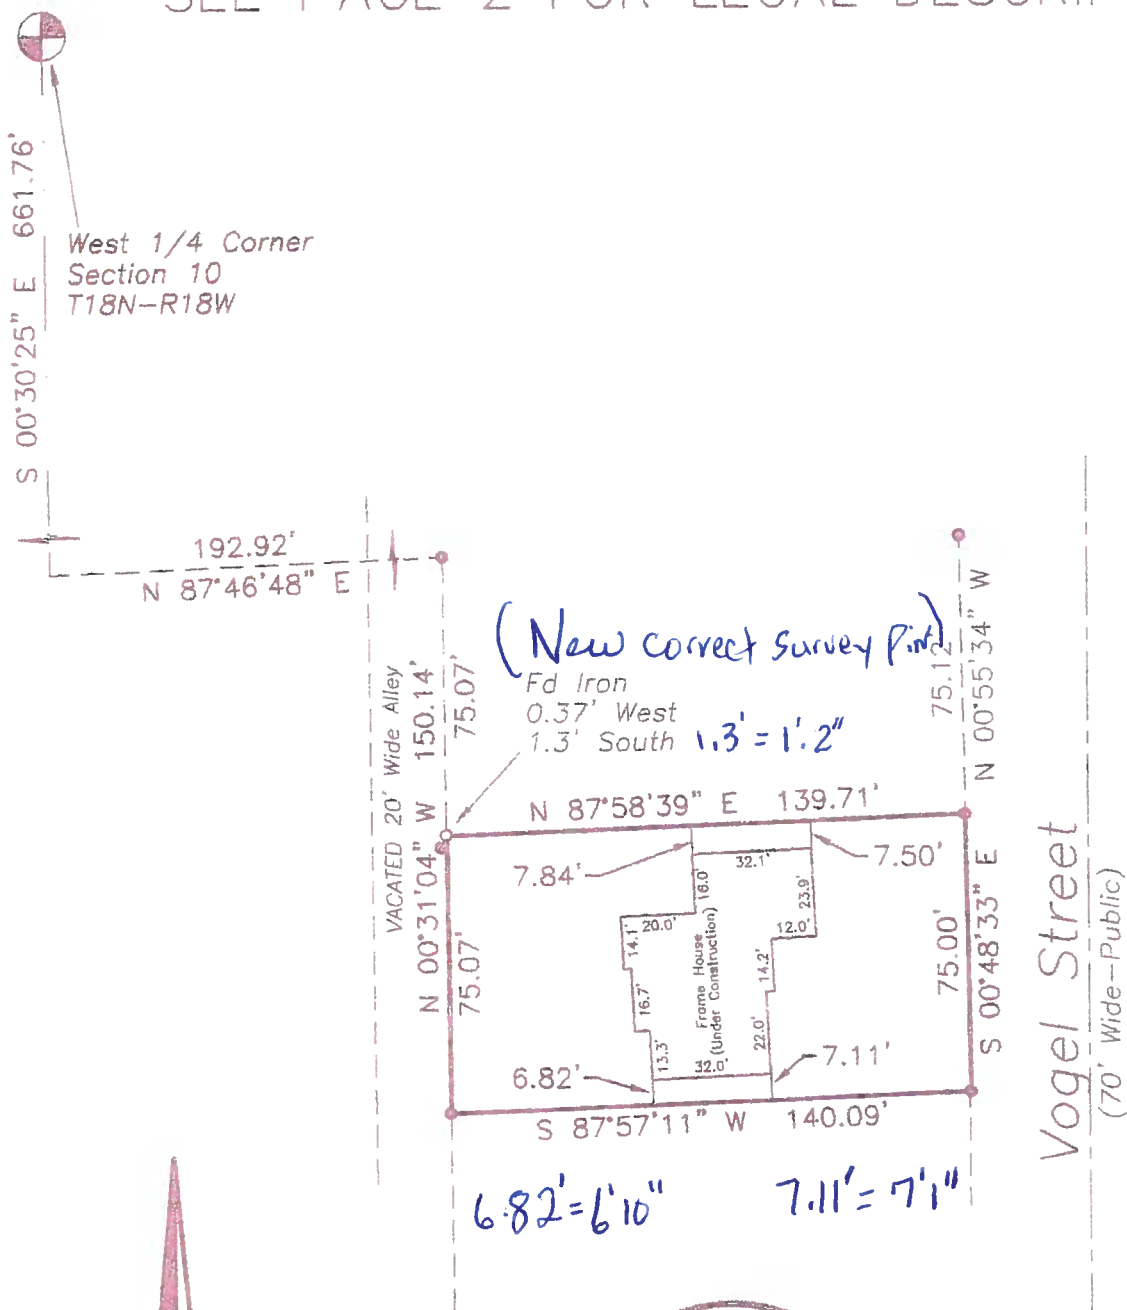 SEE PAGE 2 FOR LEGAL
S 00°30'25" E 661.76'
West 1/4 Corner
Section 10
T18N-R18W
192.92'
N 87°46'48" E
VACATED 20' Wide Alley
N 00°31'04" W 150.14'
75.07'
75.07'
(New correct survey
Fd Iron
0.37' West
1.3' South 1.3' = 1'.2"
75.12'
N 00°55'34" W
N 87°58'39" E 139.71'
7.84'
7.50'
32.1'
16.0'
23.9'
20.0'
12.0'
14.1'
14.2'
16.7'
22.0'
13.3'
32.0'
Frame House
(Under Construction)
6.82'
7.11'
75.00'
S 00°48'33" E
S 87°57'11" W 140.09'
Vogel Street
(70' Wide-Public)
6.82' = 6'10"
7.11' = 7'1"